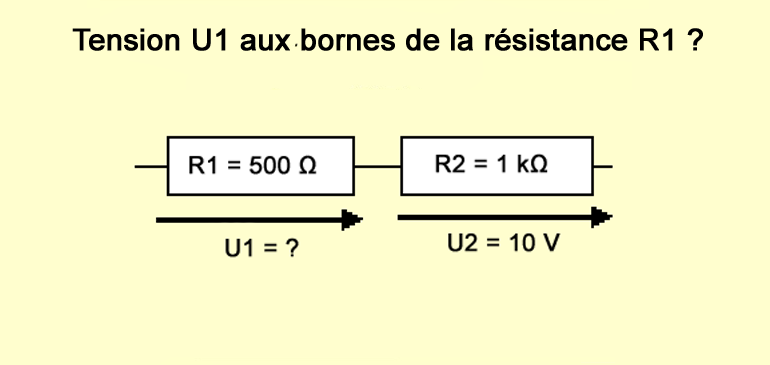 Tension U1 aux bornes de la résistance R1 ?
R1 = 500 Ω
R2 = 1 kΩ
U1 = ?
U2 = 10 V